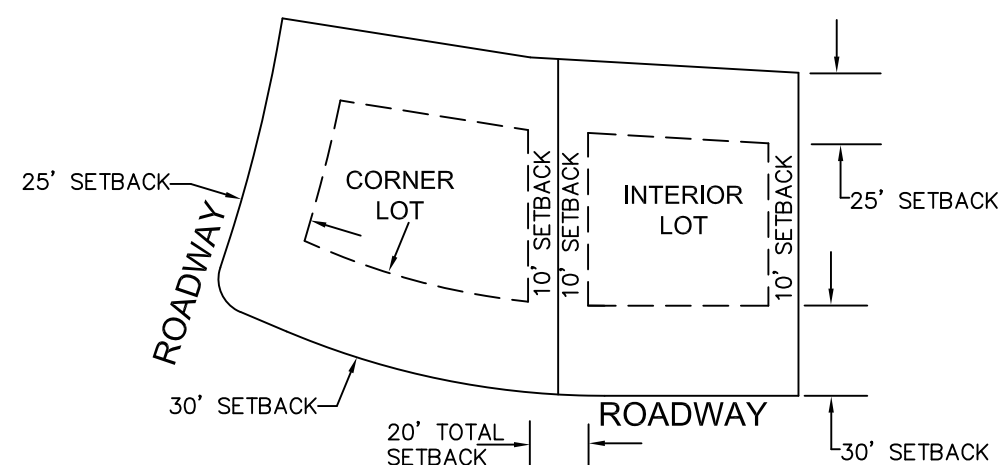 25' SETBACK
ROADWAY
CORNER
LOT
10' SETBACK
10' SETBACK
INTERIOR
LOT
10' SETBACK
25' SETBACK
30' SETBACK
20' TOTAL
SETBACK
ROADWAY
30' SETBACK